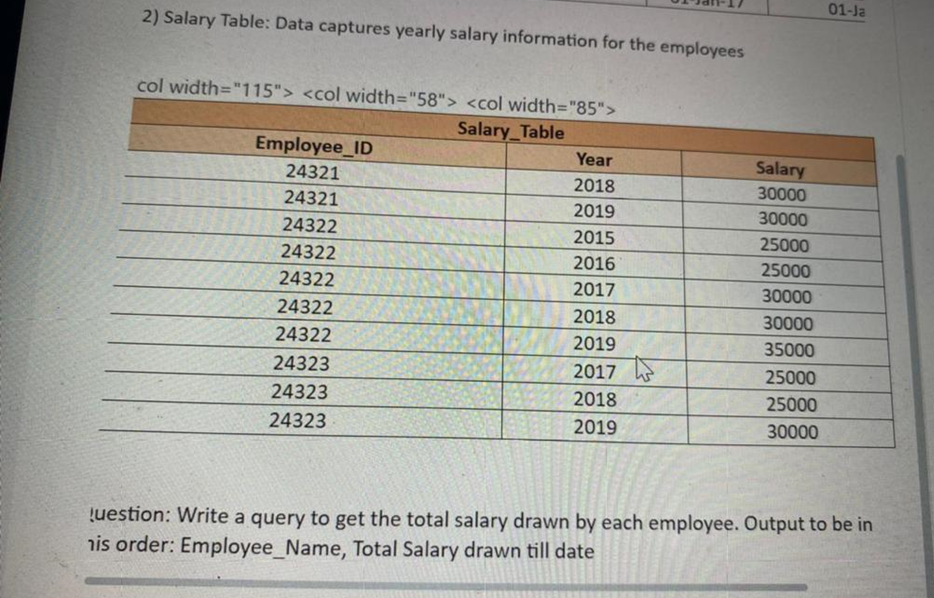 01-Jan-17 01-Ja
2) Salary Table: Data captures yearly salary information for the employees
col width="115"> <col width="58"> <col width="85">
Salary_Table
Employee_ID Year Salary
24321 2018 30000
24321 2019 30000
24322 2015 25000
24322 2016 25000
24322 2017 30000
24322 2018 30000
24322 2019 35000
24323 2017 25000
24323 2018 25000
24323 2019 30000
uestion: Write a query to get the total salary drawn by each employee. Output to be in
his order: Employee_Name, Total Salary drawn till date